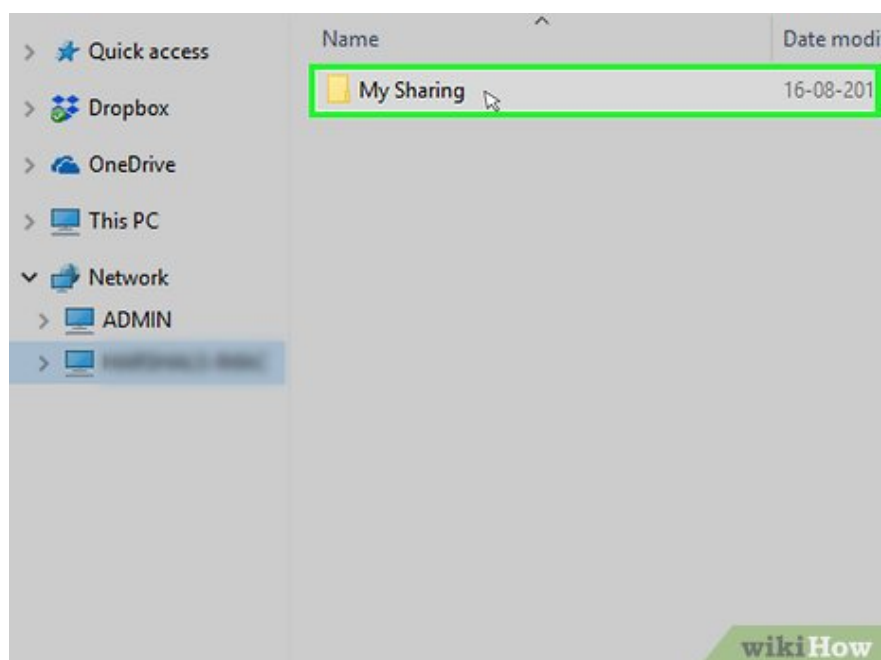 Quick access
Dropbox
OneDrive
This PC
Network
ADMIN
Name
Date modi
My Sharing
16-08-201
wikiHow